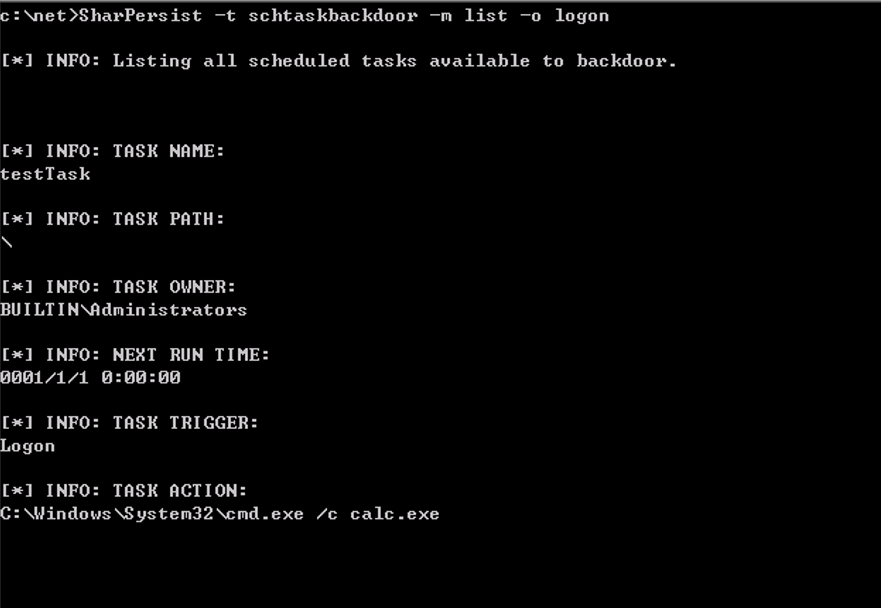 c:\net>SharPersist -t schtaskbackdoor -m list -o logon
[*] INFO: Listing all scheduled tasks available to backdoor.
[*] INFO: TASK NAME:
testTask
[*] INFO: TASK PATH:
\
[*] INFO: TASK OWNER:
BUILTIN\Administrators
[*] INFO: NEXT RUN TIME:
0001/1/1 0:00:00
[*] INFO: TASK TRIGGER:
Logon
[*] INFO: TASK ACTION:
C:\Windows\System32\cmd.exe /c calc.exe